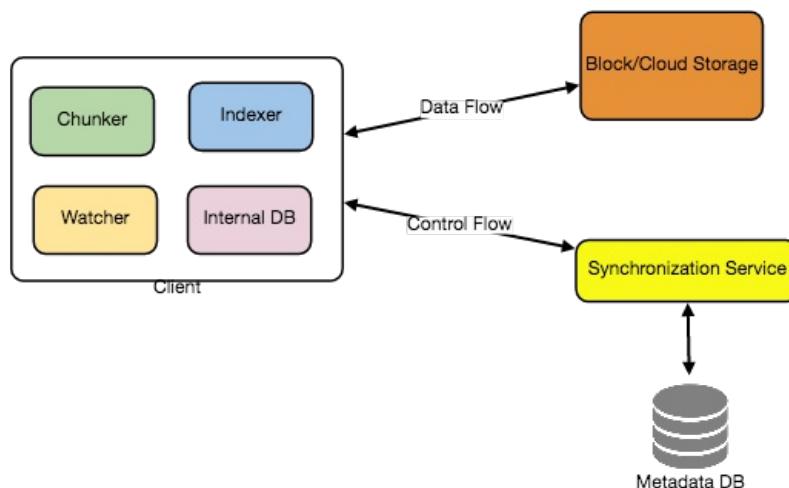 Block/Cloud Storage
Data Flow
Chunker
Indexer
Watcher
Internal DB
Control Flow
Client
Synchronization Service
Metadata DB